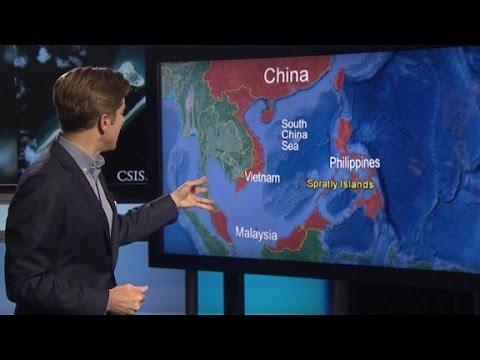 China
South
China
Sea
Philippines
Vietnam
Spratly Islands
Malaysia
CSIS.